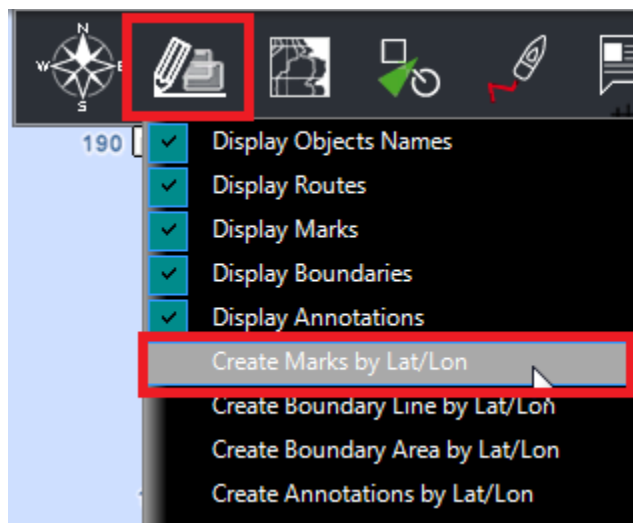 N
W E
S
190
Display Objects Names
Display Routes
Display Marks
Display Boundaries
Display Annotations
Create Marks by Lat/Lon
Create Boundary Line by Lat/Lon
Create Boundary Area by Lat/Lon
Create Annotations by Lat/Lon